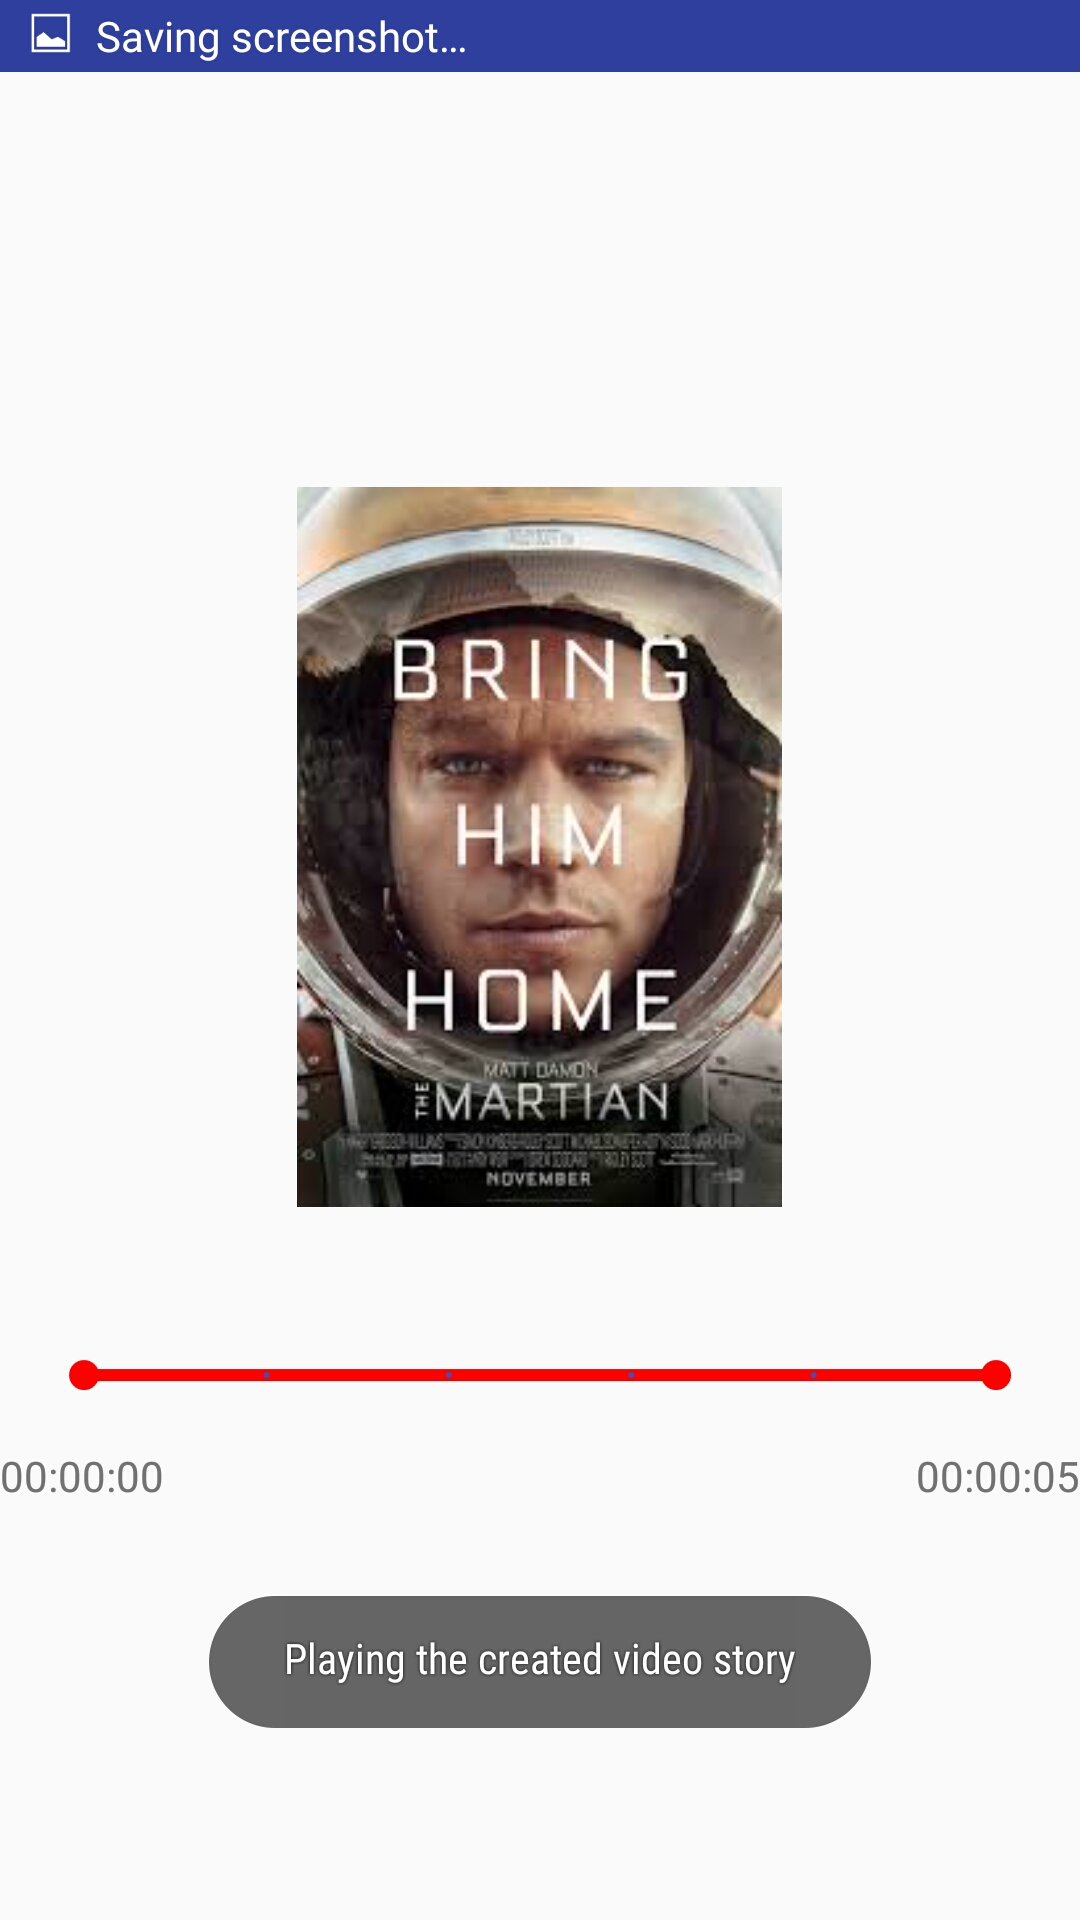 Saving screenshot...
BRING
HIM
HOME
MATT DAMON
THE MARTIAN
NOVEMBER
00:00:00
00:00:05
Playing the created video story